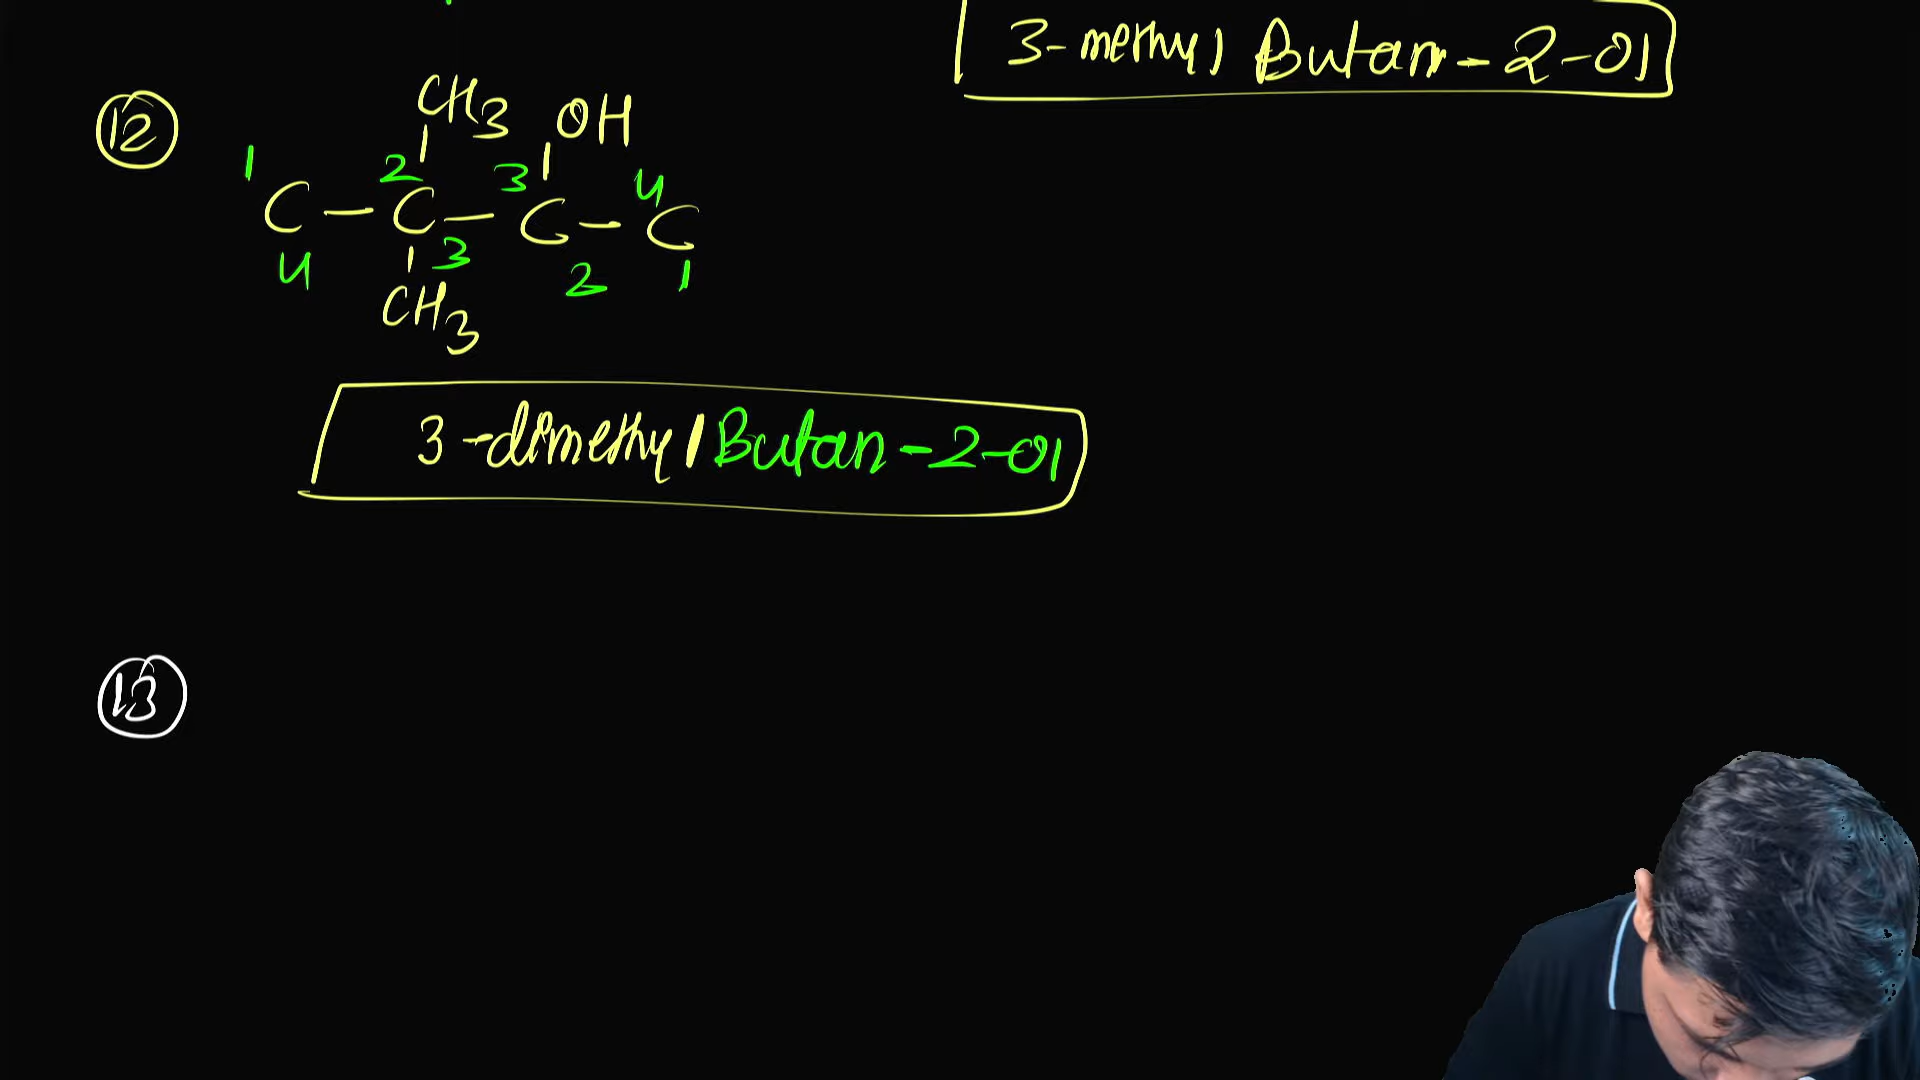 3-methyl Butan-2-ol
12
CH3 OH
1 2 3 4
C-C-C-C
4 3 2 1
CH3
3-dimethyl Butan-2-ol
13